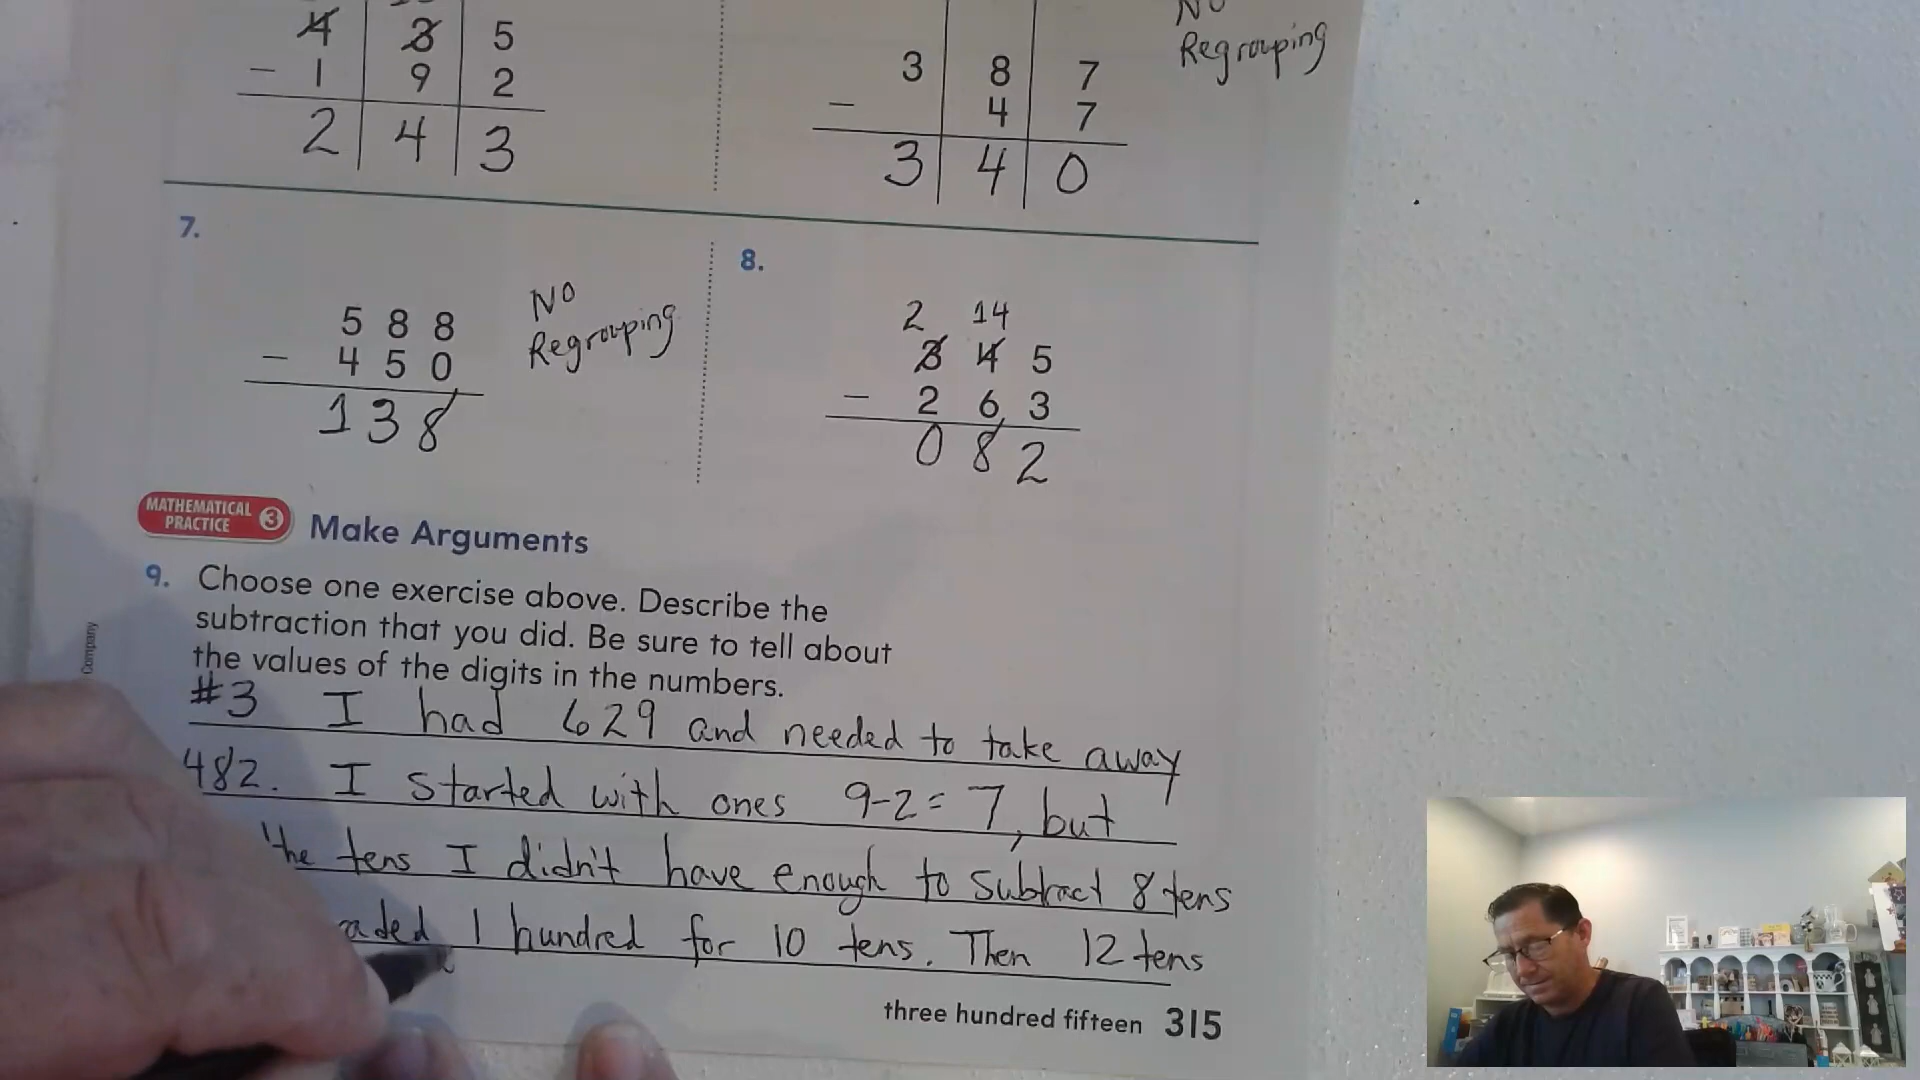 4 3 5
- 1 9 2
2 4 3
No
Regrouping
3 8 7
- 4 7
3 4 0
7.
5 8 8
- 4 5 0
1 3 8
No
Regrouping
8.
2 14
3 4 5
- 2 6 3
0 8 2
MATHEMATICAL PRACTICE 3 Make Arguments
9. Choose one exercise above. Describe the
subtraction that you did. Be sure to tell about
the values of the digits in the numbers.
#3 I had 629 and needed to take away
482. I started with ones 9-2=7, but
the tens I didn't have enough to subtract 8 tens
1 hundred for 10 tens. Then 12 tens
three hundred fifteen 315
Company